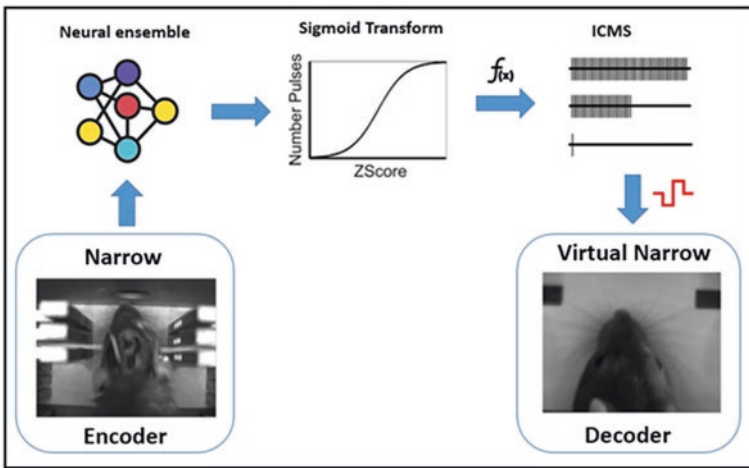 Neural ensemble
Sigmoid Transform
ICMS
Number Pulses
ZScore
f(x)
Narrow
Encoder
Virtual Narrow
Decoder